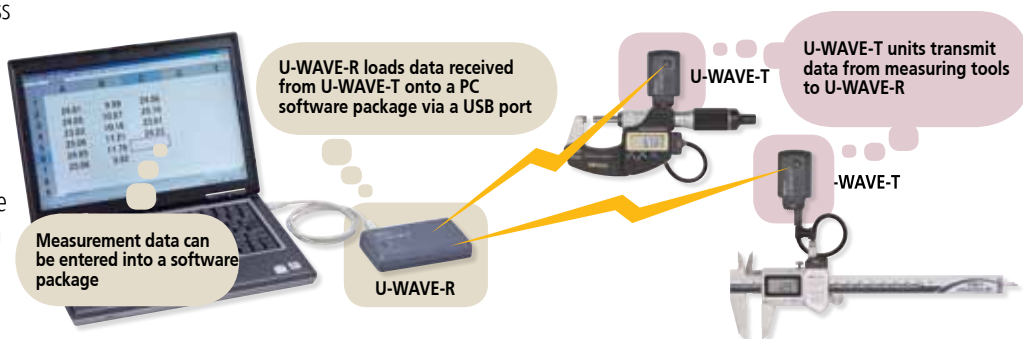 ss
e
U-WAVE-R loads data received
from U-WAVE-T onto a PC
software package via a USB port
U-WAVE-T
U-WAVE-T units transmit
data from measuring tools
to U-WAVE-R
-WAVE-T
Measurement data can
be entered into a software
package
U-WAVE-R